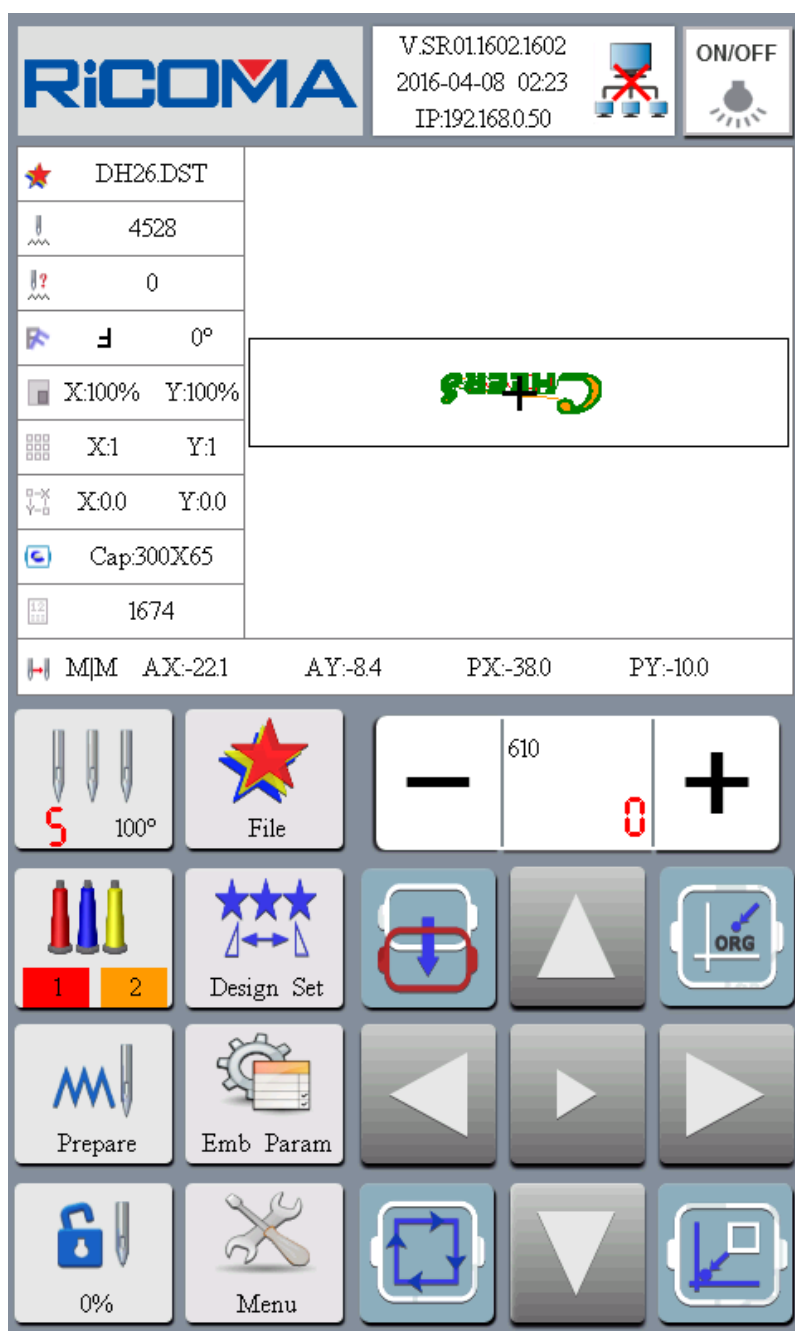 RiCOMA
V.SR01.1602.1602
2016-04-08 02:23
IP:192.168.0.50
ON/OFF
DH26.DST
4528
0
F 0°
X:100% Y:100%
X:1 Y:1
X:0.0 Y:0.0
Cap:300X65
1674
M|M AX:-22.1 AY:-8.4 PX:-38.0 PY:-10.0
CHEERS
5 100°
File
610
0
1 2
Design Set
ORG
Prepare
Emb Param
0%
Menu